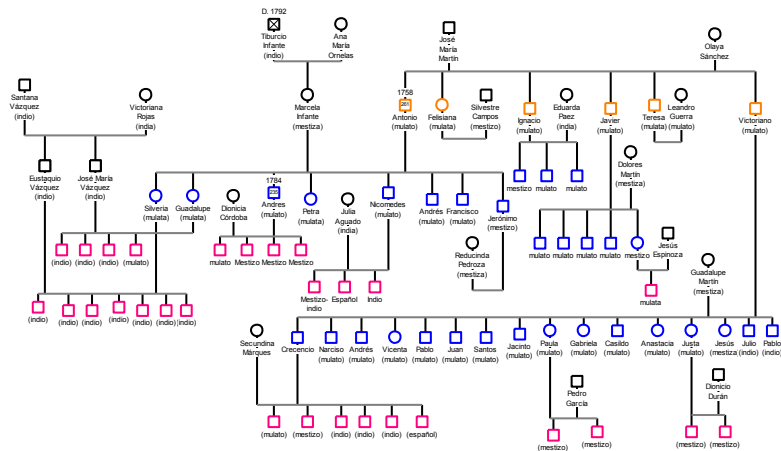 D. 1792
Tiburcio
Infante
(indio)
Ana
María
Ornelas
José
María
Martín
Olaya
Sánchez
Santana
Vázquez
(indio)
Victoriana
Rojas
(india)
Marcela
Infante
(mestiza)
1758
261
Antonio
(mulato)
Felisiana
(mulata)
Silvestre
Campos
(mestizo)
Ignacio
(mulato)
Eduarda
Paez
(india)
Javier
(mulato)
Teresa
(mulata)
Leandro
Guerra
(mulato)
Victoriano
(mulato)
Eustaquio
Vázquez
(indio)
José María
Vázquez
(indio)
mestizo
mulato
mulato
Dolores
Martín
(mestiza)
Silveria
(mulata)
Guadalupe
(mulata)
Dionicia
Córdoba
1784
235
Andres
(mulato)
Petra
(mulata)
Julia
Aguado
(india)
Nicomedes
(mulato)
Andrés
(mulato)
Francisco
(mulato)
Jerónimo
(mestizo)
(indio)
(indio)
(indio)
(mulato)
mulato
Mestizo
Mestizo
Mestizo
Reducinda
Pedroza
(mestiza)
mulato
mulato
mulato
mulato
mestizo
Jesús
Espinoza
mulata
Guadalupe
Martín
(mestiza)
Mestizo-
indio
Español
Indio
(indio)
(indio)
(indio)
(indio)
(indio)
(indio)
(indio)
Secundina
Márques
Crecencio
Narciso
(mulato)
Andrés
(mulato)
Vicenta
(mulato)
Pablo
(mulato)
Juan
(mulato)
Santos
(mulato)
Jacinto
(mulato)
Paula
(mulato)
Gabriela
(mulato)
Casildo
(mulato)
Anastacia
(mulato)
Justa
(mulato)
Jesús
(mestiza)
Julio
(indio)
Pablo
(indio)
Pedro
García
Dionicio
Durán
(mulato)
(mestizo)
(indio)
(indio)
(indio)
(español)
(mestizo)
(mestizo)
(mestizo)
(mestizo)